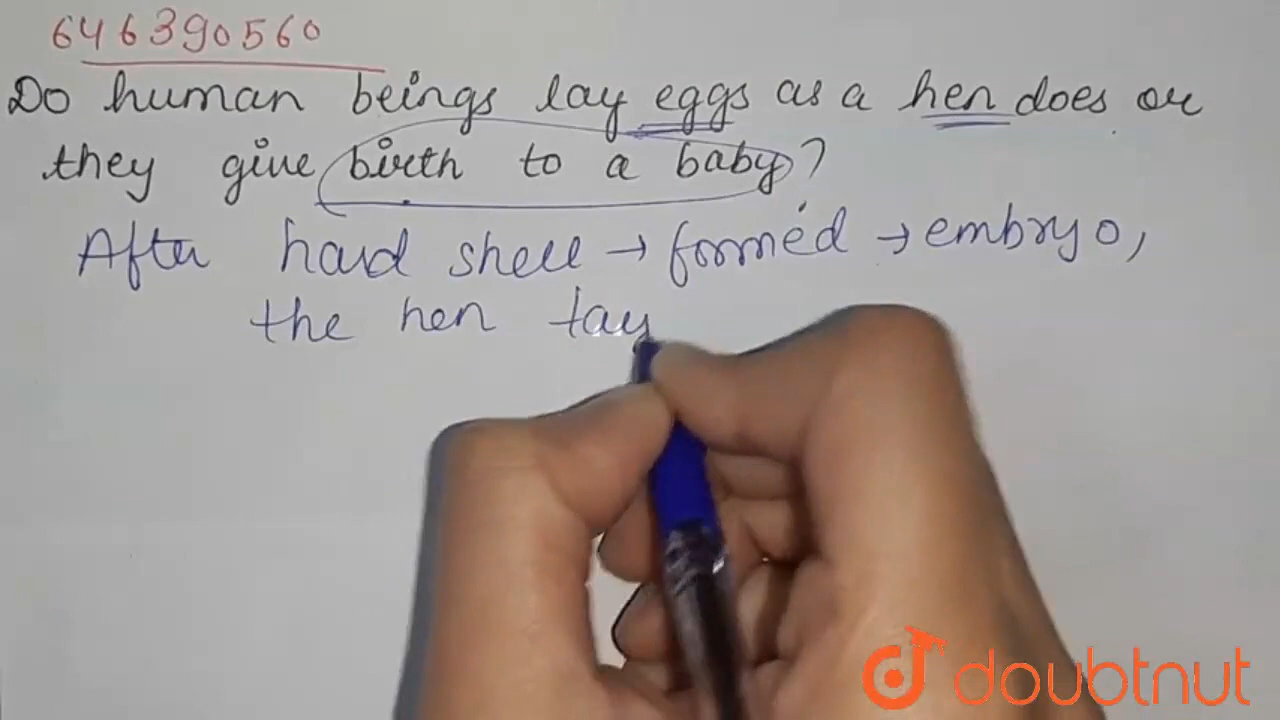 646390560
Do human beings lay eggs as a hen does or
they give birth to a baby?
After hard shell → formed → embryo,
the hen lay
doubtnut